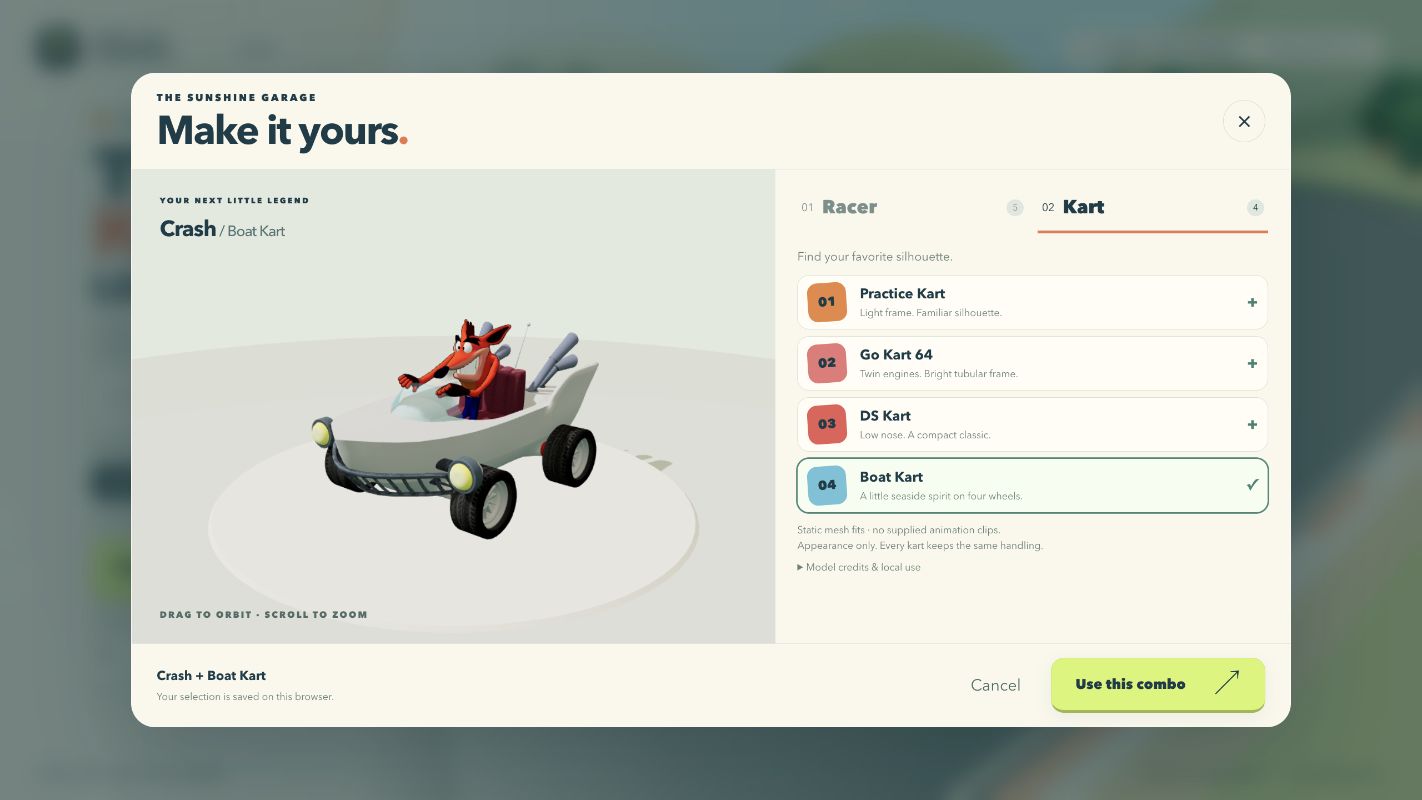 THE SUNSHINE GARAGE
Make it yours.
YOUR NEXT LITTLE LEGEND
Crash / Boat Kart
DRAG TO ORBIT · SCROLL TO ZOOM
01 Racer 5
02 Kart 4
Find your favorite silhouette.
01
Practice Kart
Light frame. Familiar silhouette.
02
Go Kart 64
Twin engines. Bright tubular frame.
03
DS Kart
Low nose. A compact classic.
04
Boat Kart
A little seaside spirit on four wheels.
Static mesh fits · no supplied animation clips.
Appearance only. Every kart keeps the same handling.
Model credits & local use
Crash + Boat Kart
Your selection is saved on this browser.
Cancel
Use this combo